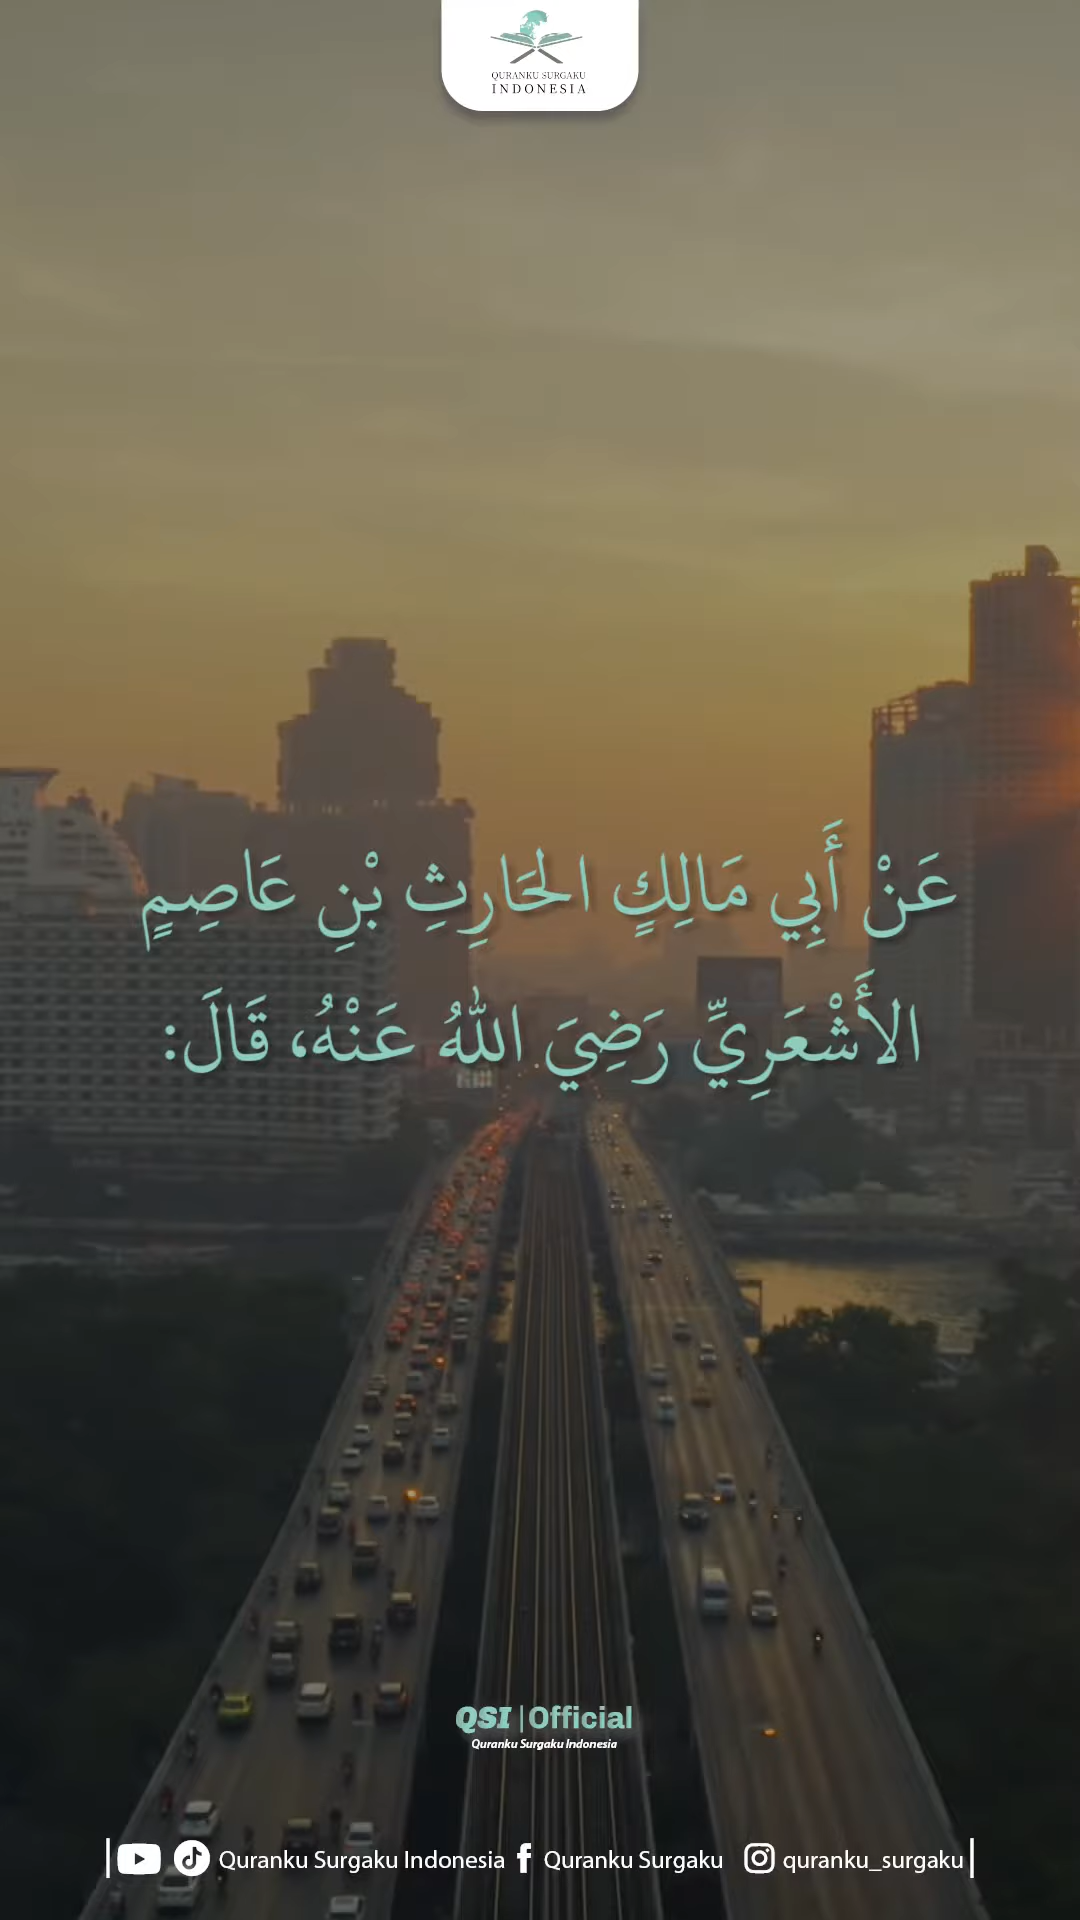 QURANKU SURGAKU
INDONESIA
عَنْ أَبِي مَالِكٍ الحَارِثِ بْنِ عَاصِمٍ
الأَشْعَرِيِّ رَضِيَ اللهُ عَنْهُ، قَالَ:
QSI | Official
Quranku Surgaku Indonesia
| Quranku Surgaku Indonesia Quranku Surgaku quranku_surgaku |